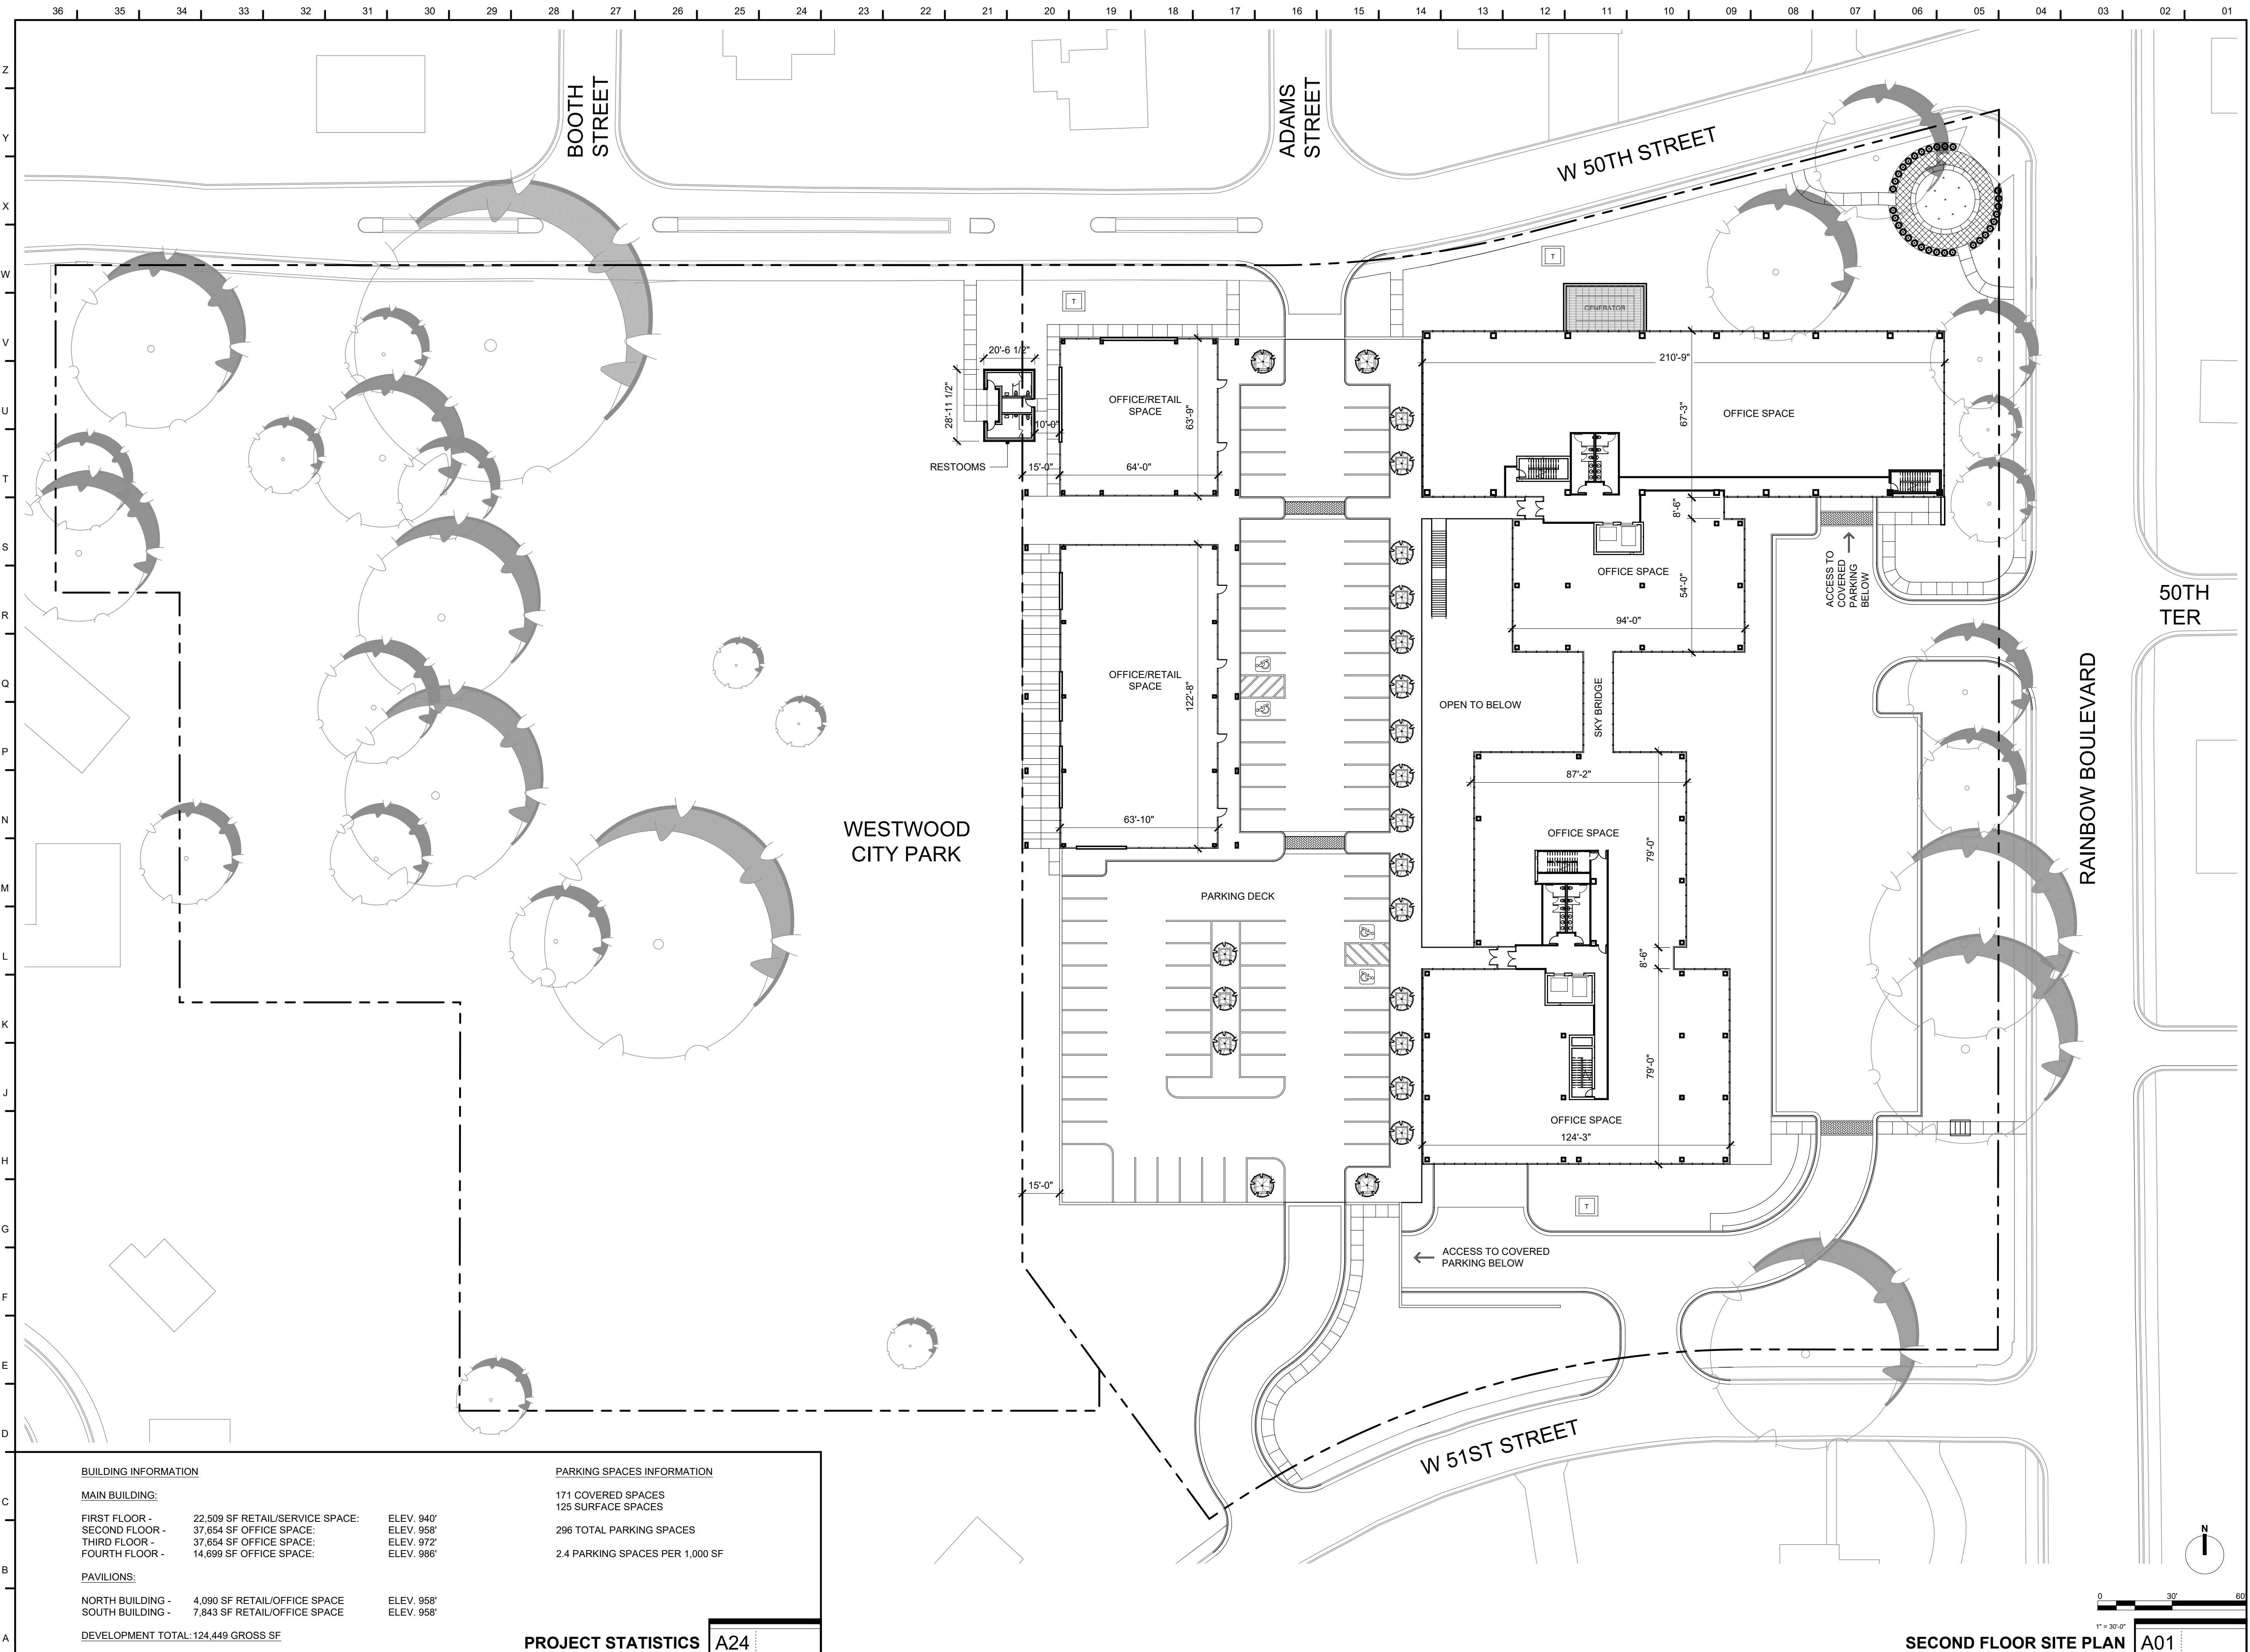 36 35 34 33 32 31 30 29 28 27 26 25 24 23 22 21 20 19 18 17 16 15 14 13 12 11 10 09 08 07 06 05 04 03 02 01
Z
Y
X
W
V
U
T
S
R
Q
P
N
M
L
K
J
H
G
F
E
D
C
B
A
BOOTH
STREET
ADAMS
STREET
W 50TH STREET
T
T
GENERATOR
20'-6 1/2"
28'-11 1/2"
10'-0"
RESTOOMS
15'-0"
OFFICE/RETAIL
SPACE
63'-9"
64'-0"
210'-9"
67'-3"
OFFICE SPACE
8'-6"
OFFICE SPACE
54'-0"
94'-0"
ACCESS TO
COVERED
PARKING
BELOW
50TH
TER
RAINBOW BOULEVARD
OFFICE/RETAIL
SPACE
122'-8"
63'-10"
OPEN TO BELOW
SKY BRIDGE
87'-2"
OFFICE SPACE
79'-0"
WESTWOOD
CITY PARK
PARKING DECK
8'-6"
79'-0"
OFFICE SPACE
124'-3"
15'-0"
T
ACCESS TO COVERED
PARKING BELOW
W 51ST STREET
BUILDING INFORMATION
MAIN BUILDING:
FIRST FLOOR - 22,509 SF RETAIL/SERVICE SPACE: ELEV. 940'
SECOND FLOOR - 37,654 SF OFFICE SPACE: ELEV. 958'
THIRD FLOOR - 37,654 SF OFFICE SPACE: ELEV. 972'
FOURTH FLOOR - 14,699 SF OFFICE SPACE: ELEV. 986'
PAVILIONS:
NORTH BUILDING - 4,090 SF RETAIL/OFFICE SPACE ELEV. 958'
SOUTH BUILDING - 7,843 SF RETAIL/OFFICE SPACE ELEV. 958'
DEVELOPMENT TOTAL: 124,449 GROSS SF
PARKING SPACES INFORMATION
171 COVERED SPACES
125 SURFACE SPACES
296 TOTAL PARKING SPACES
2.4 PARKING SPACES PER 1,000 SF
PROJECT STATISTICS A24
N
0 30' 60'
1" = 30'-0"
SECOND FLOOR SITE PLAN A01